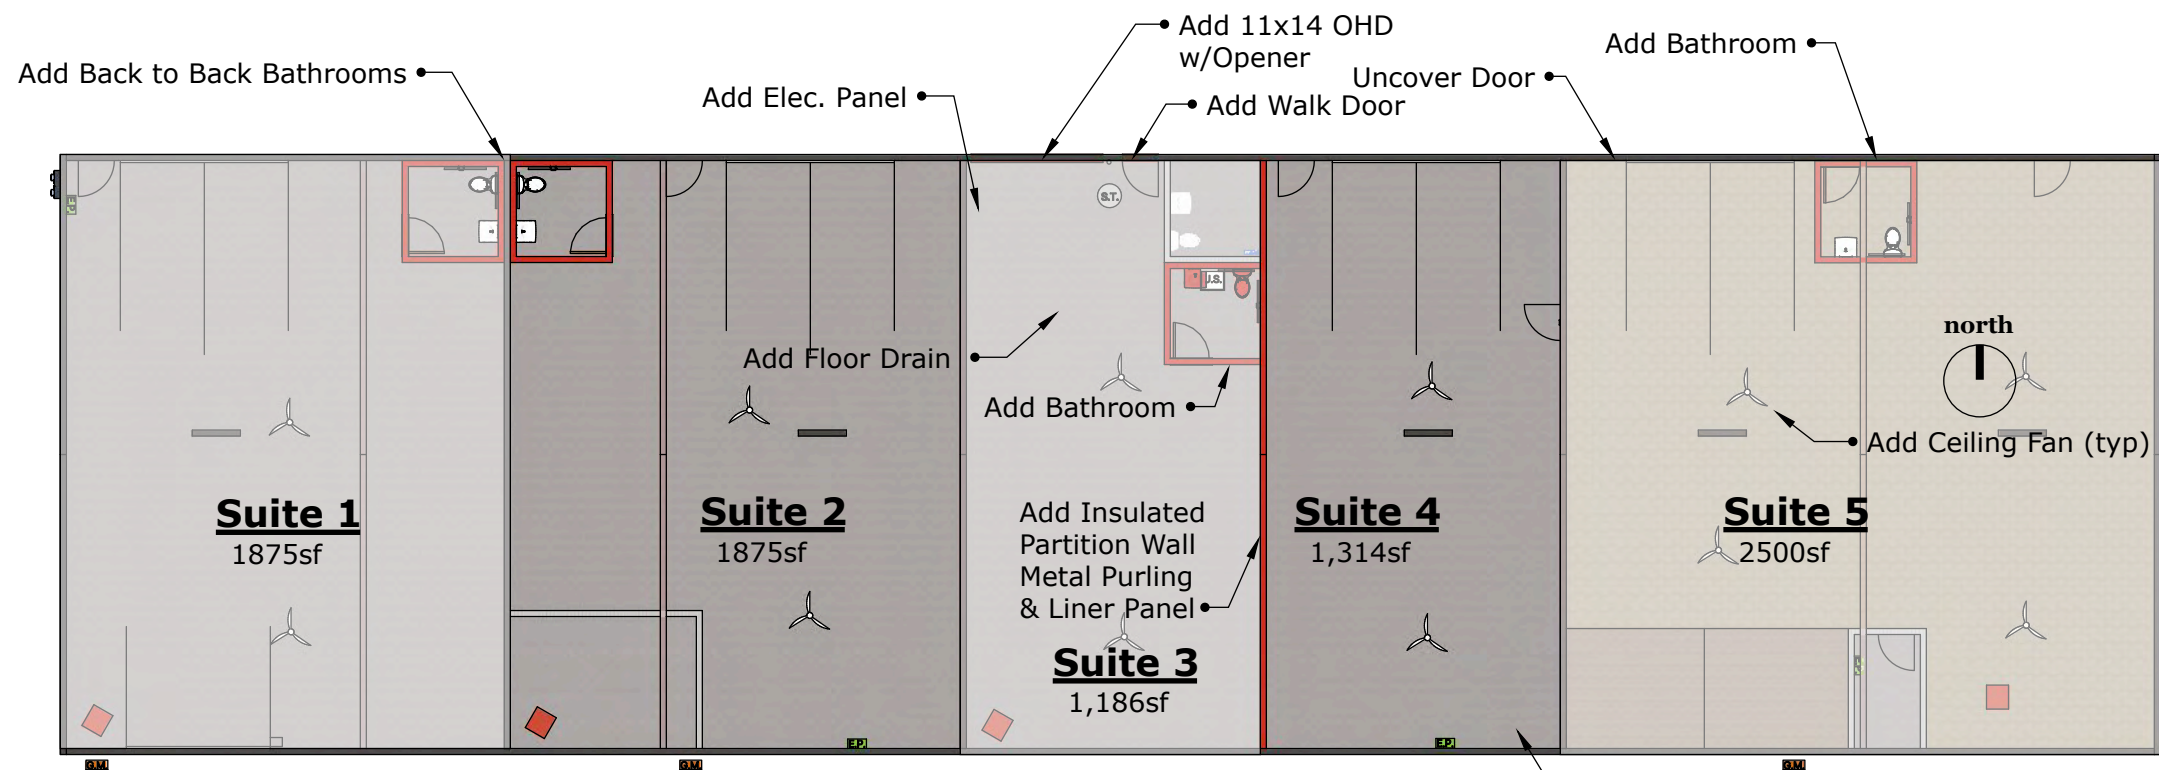 Add 11x14 OHD
w/Opener
Add Bathroom
Add Back to Back Bathrooms
Uncover Door
Add Elec. Panel
Add Walk Door
E.P.
S.T.
U.S.
north
Add Floor Drain
Add Bathroom
Add Ceiling Fan (typ)
Suite 1
1875sf
Suite 2
1875sf
Add Insulated
Partition Wall
Metal Purling
& Liner Panel
Suite 3
1,186sf
Suite 4
1,314sf
Suite 5
2500sf
E.P.
E.P.
G.M.
G.M.
G.M.